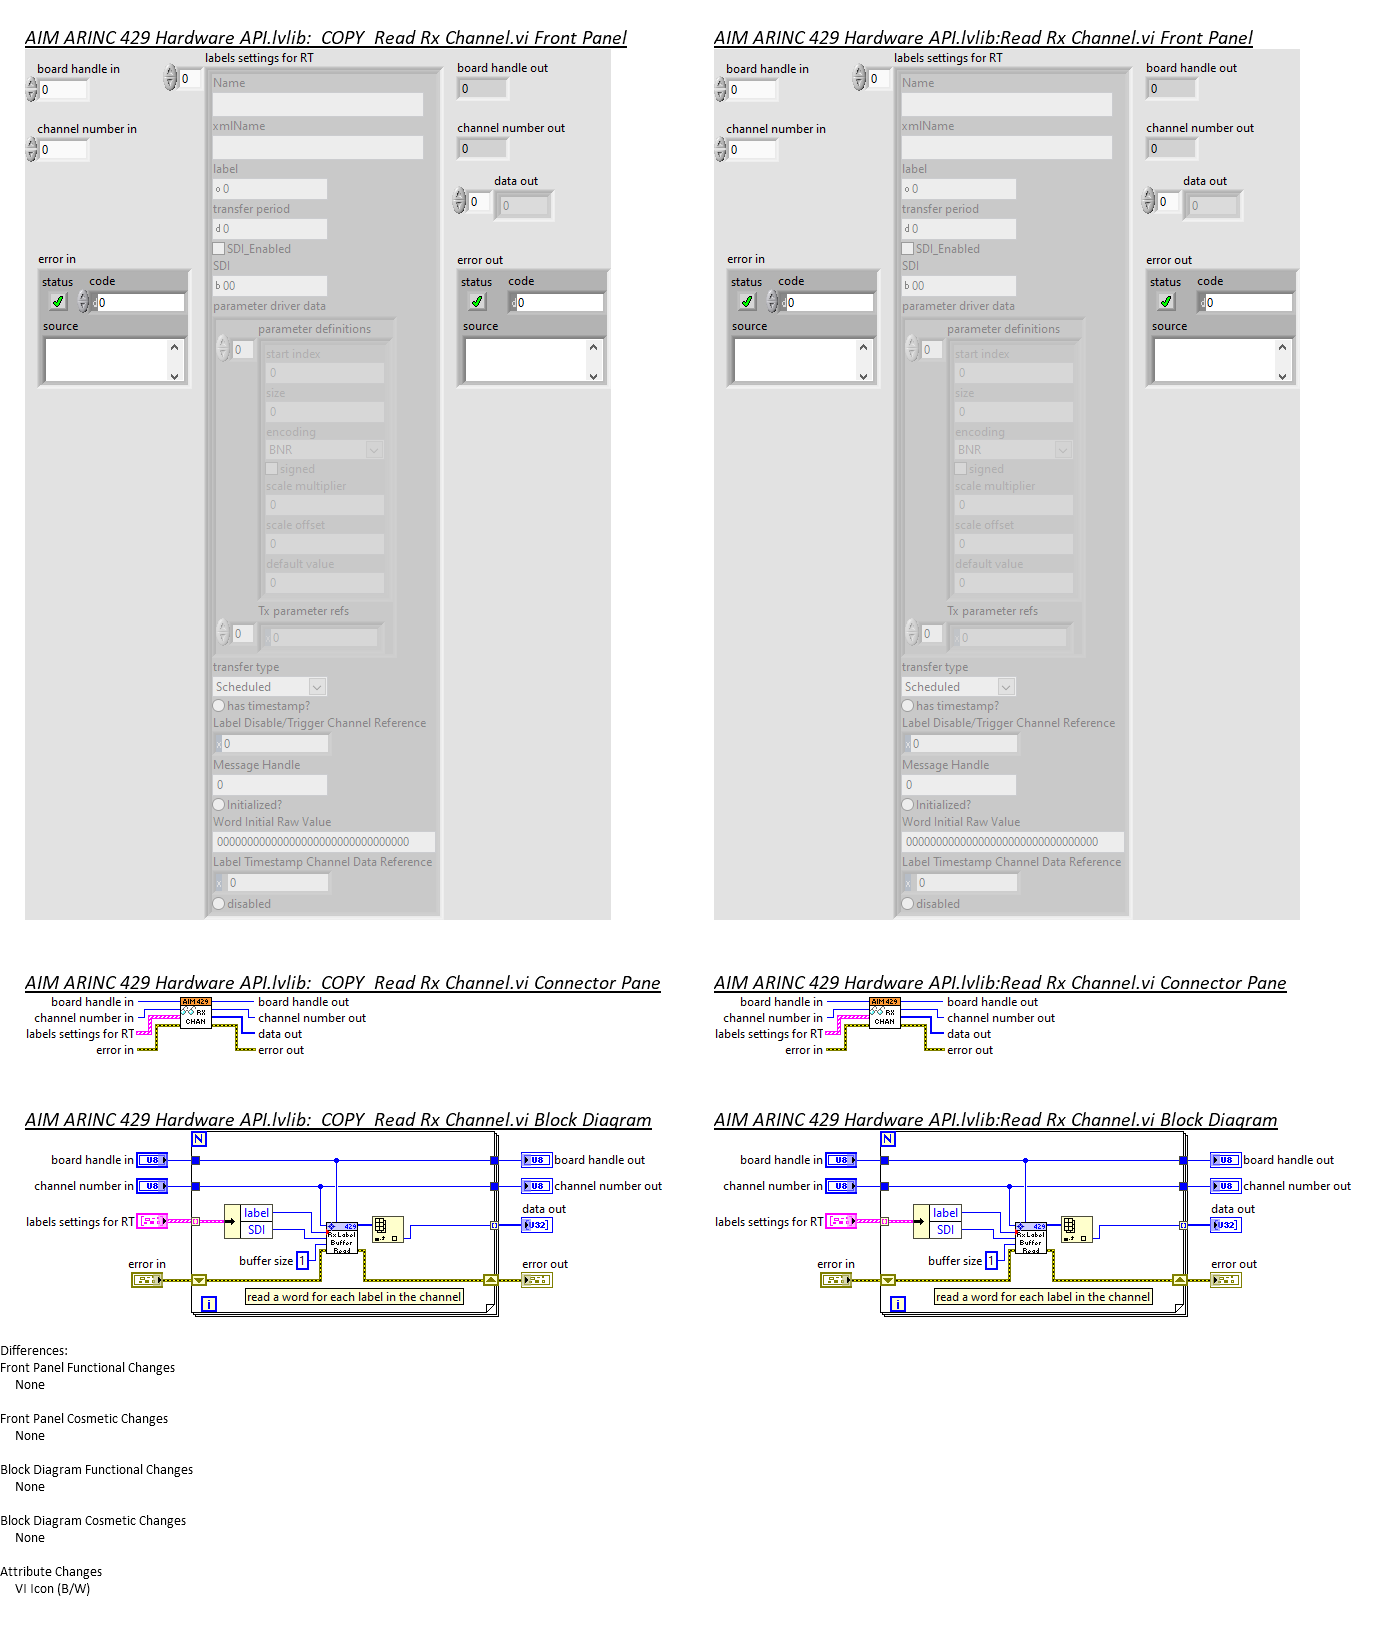 AIM ARINC 429 Hardware API.lvlib:  COPY  Read Rx Channel.vi Front Panel
board handle in
0
channel number in
0
error in
status code
d 0
source
0
labels settings for RT
Name
xmlName
label
o 0
transfer period
d 0
SDI_Enabled
SDI
b 00
parameter driver data
parameter definitions
0
start index
0
size
0
encoding
BNR
signed
scale multiplier
0
scale offset
0
default value
0
Tx parameter refs
0
0
transfer type
Scheduled
has timestamp?
Label Disable/Trigger Channel Reference
x 0
Message Handle
0
Initialized?
Word Initial Raw Value
00000000000000000000000000000000
Label Timestamp Channel Data Reference
x 0
disabled
board handle out
0
channel number out
0
data out
0
0
error out
status code
d 0
source
AIM ARINC 429 Hardware API.lvlib:Read Rx Channel.vi Front Panel
board handle in
0
channel number in
0
error in
status code
d 0
source
0
labels settings for RT
Name
xmlName
label
o 0
transfer period
d 0
SDI_Enabled
SDI
b 00
parameter driver data
parameter definitions
0
start index
0
size
0
encoding
BNR
signed
scale multiplier
0
scale offset
0
default value
0
Tx parameter refs
0
0
transfer type
Scheduled
has timestamp?
Label Disable/Trigger Channel Reference
x 0
Message Handle
0
Initialized?
Word Initial Raw Value
00000000000000000000000000000000
Label Timestamp Channel Data Reference
x 0
disabled
board handle out
0
channel number out
0
data out
0
0
error out
status code
d 0
source
AIM ARINC 429 Hardware API.lvlib:  COPY  Read Rx Channel.vi Connector Pane
board handle in
channel number in
labels settings for RT
error in
AIM429
RX
CHAN
board handle out
channel number out
data out
error out
AIM ARINC 429 Hardware API.lvlib:Read Rx Channel.vi Connector Pane
board handle in
channel number in
labels settings for RT
error in
AIM429
RX
CHAN
board handle out
channel number out
data out
error out
AIM ARINC 429 Hardware API.lvlib:  COPY  Read Rx Channel.vi Block Diagram
N
board handle in U8
channel number in U8
labels settings for RT
error in
label
SDI
buffer size 1
429
Rx Label
Buffer
Read
read a word for each label in the channel
i
U8 board handle out
U8 channel number out
data out
U32]
error out
AIM ARINC 429 Hardware API.lvlib:Read Rx Channel.vi Block Diagram
N
board handle in U8
channel number in U8
labels settings for RT
error in
label
SDI
buffer size 1
429
Rx Label
Buffer
Read
read a word for each label in the channel
i
U8 board handle out
U8 channel number out
data out
U32]
error out
Differences:
Front Panel Functional Changes
None
Front Panel Cosmetic Changes
None
Block Diagram Functional Changes
None
Block Diagram Cosmetic Changes
None
Attribute Changes
VI Icon (B/W)